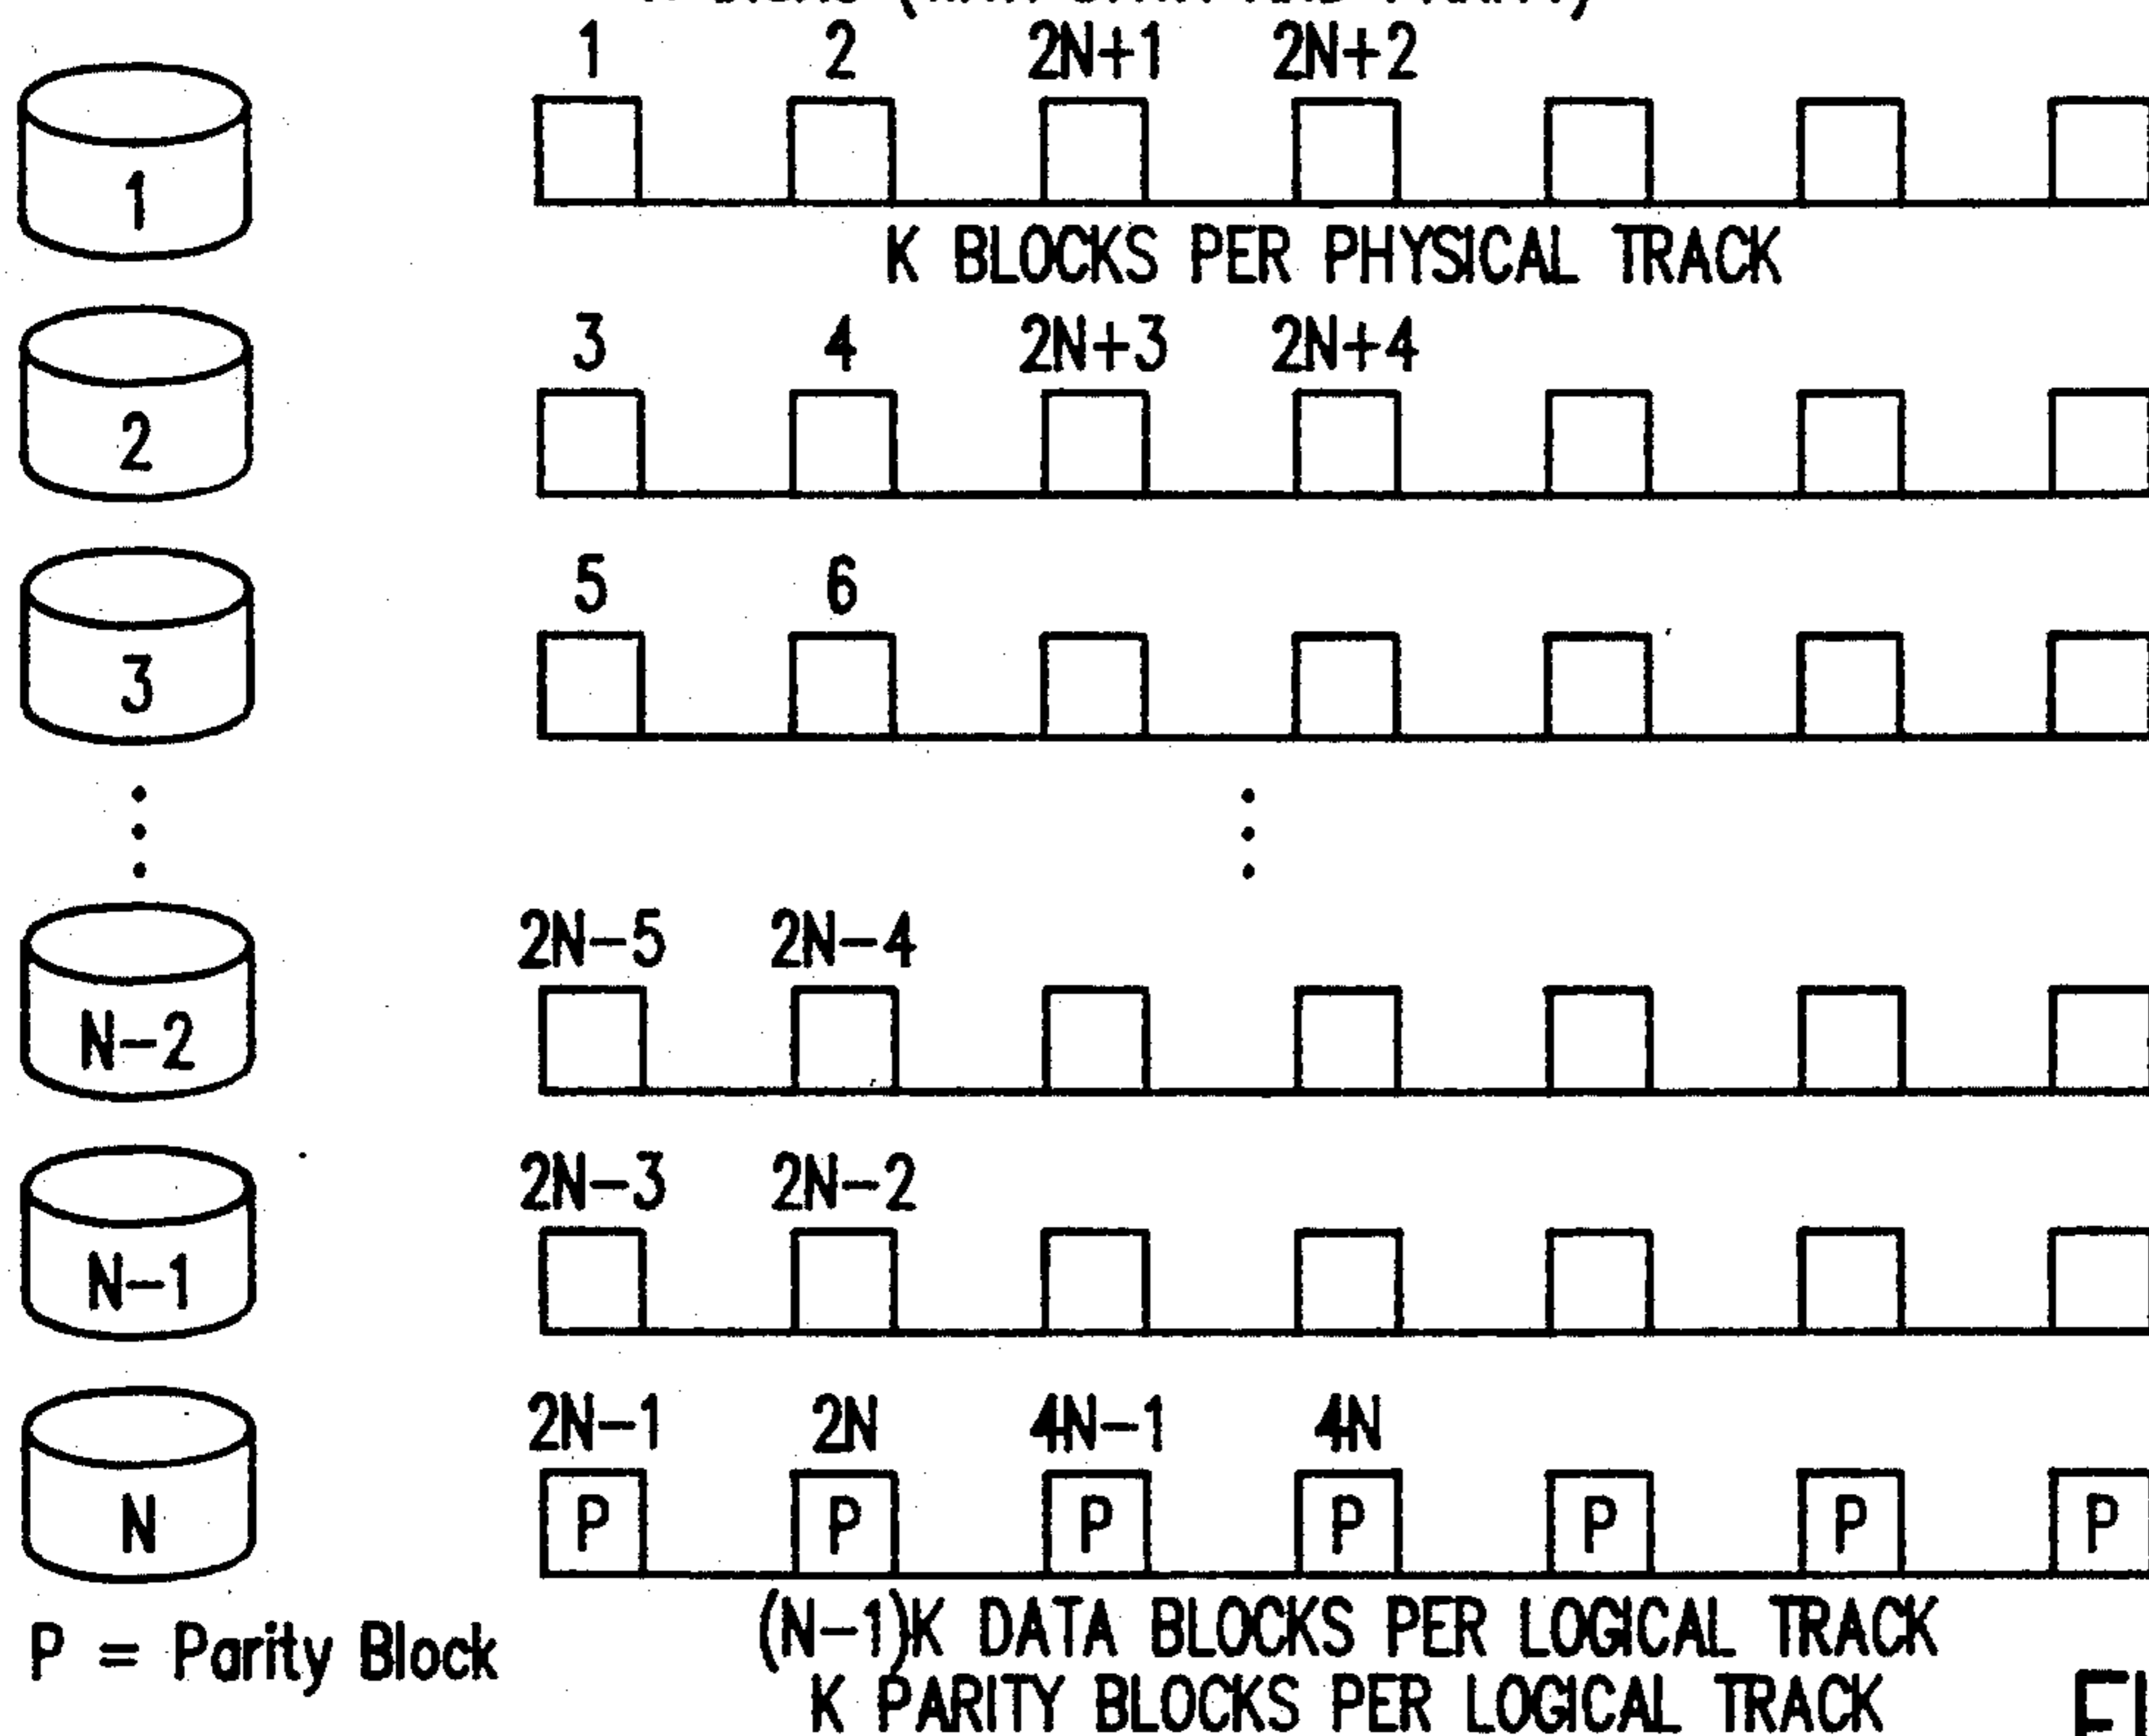 1 2 2N+1 2N+2
1
K BLOCKS PER PHYSICAL TRACK
3 4 2N+3 2N+4
2
5 6
3
2N-5 2N-4
N-2
2N-3 2N-2
N-1
2N-1 2N 4N-1 4N
N P P P P P P P
P = Parity Block
(N-1)K DATA BLOCKS PER LOGICAL TRACK
K PARITY BLOCKS PER LOGICAL TRACK